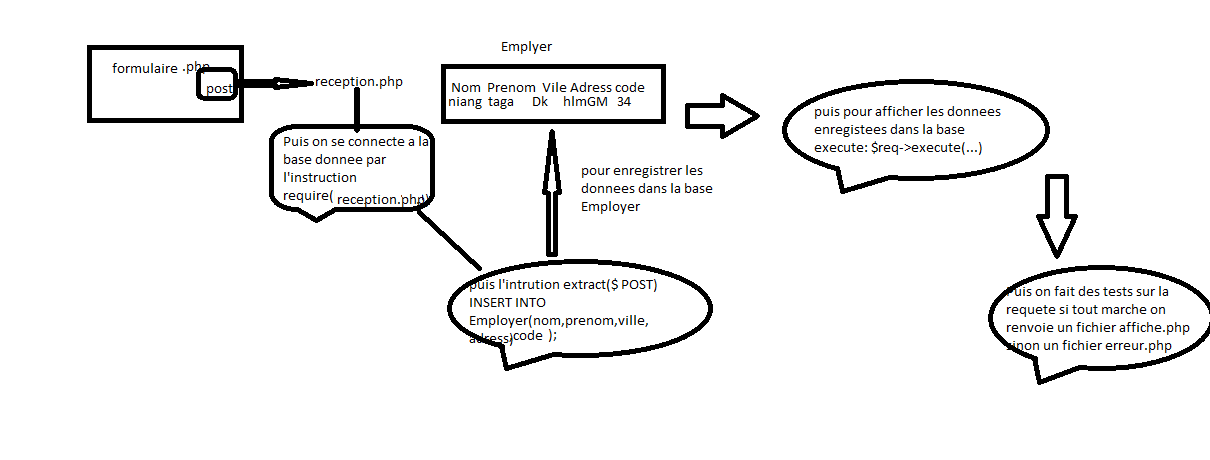 formulaire .php
post
reception.php
Puis on se connecte a la
base donnee par
l'instruction
require( reception.php)
Emplyer
Nom Prenom Vile Adress code
niang taga Dk hlmGM 34
pour enregistrer les
donnees dans la base
Employer
puis l'intrution extract($ POST)
INSERT INTO
Employer(nom,prenom,ville,
adress)code );
puis pour afficher les donnees
enregistees dans la base
execute: $req->execute(...)
Puis on fait des tests sur la
requete si tout marche on
renvoie un fichier affiche.php
sinon un fichier erreur.php